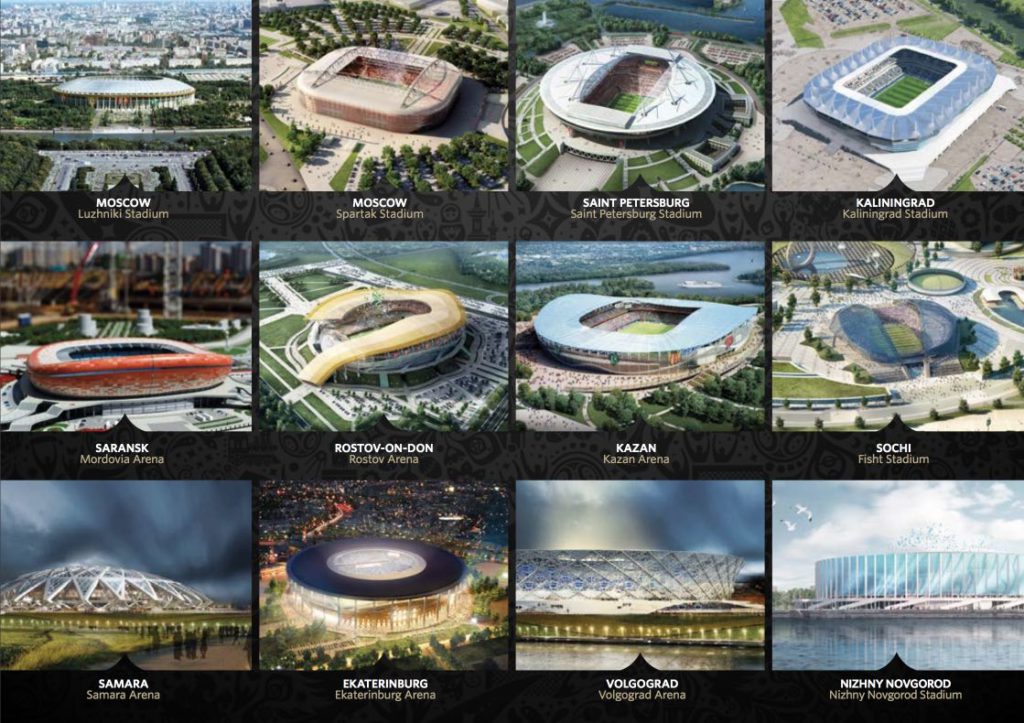 MOSCOW
Luzhniki Stadium
MOSCOW
Spartak Stadium
SAINT PETERSBURG
Saint Petersburg Stadium
KALININGRAD
Kaliningrad Stadium
SARANSK
Mordovia Arena
ROSTOV-ON-DON
Rostov Arena
KAZAN
Kazan Arena
SOCHI
Fisht Stadium
SAMARA
Samara Arena
EKATERINBURG
Ekaterinburg Arena
VOLGOGRAD
Volgograd Arena
NIZHNY NOVGOROD
Nizhny Novgorod Stadium